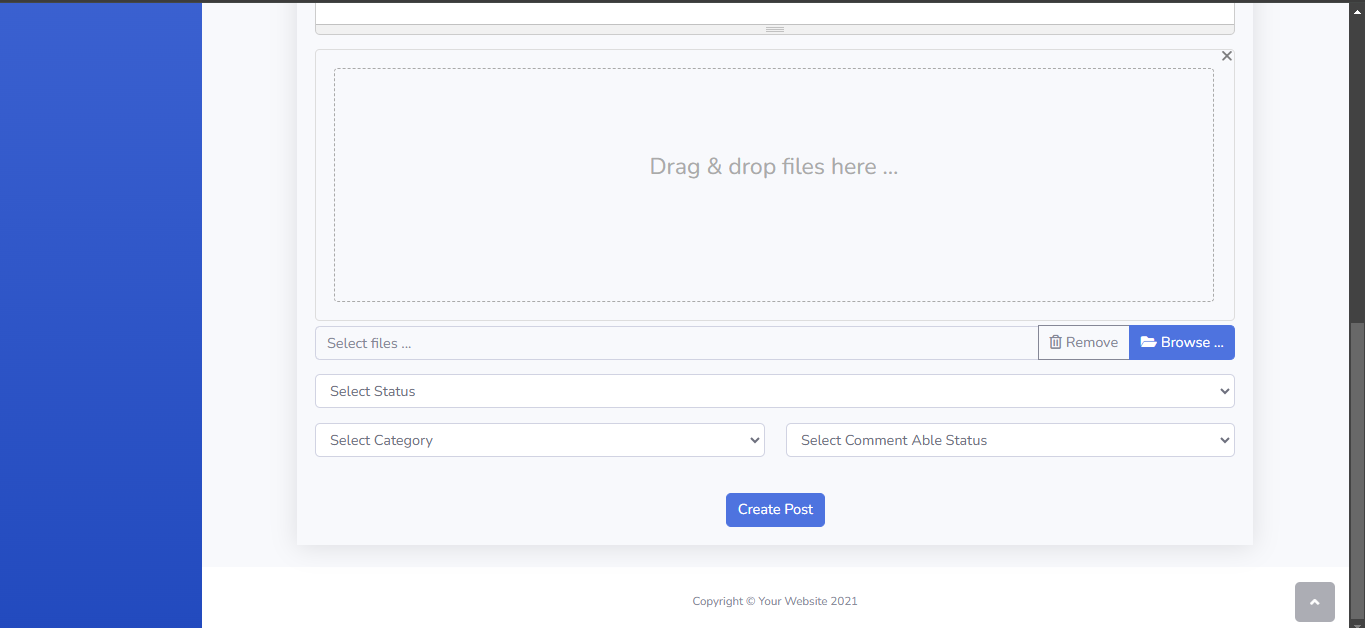 Drag & drop files here ...
Select files ...
Remove
Browse ...
Select Status
Select Category
Select Comment Able Status
Create Post
Copyright © Your Website 2021